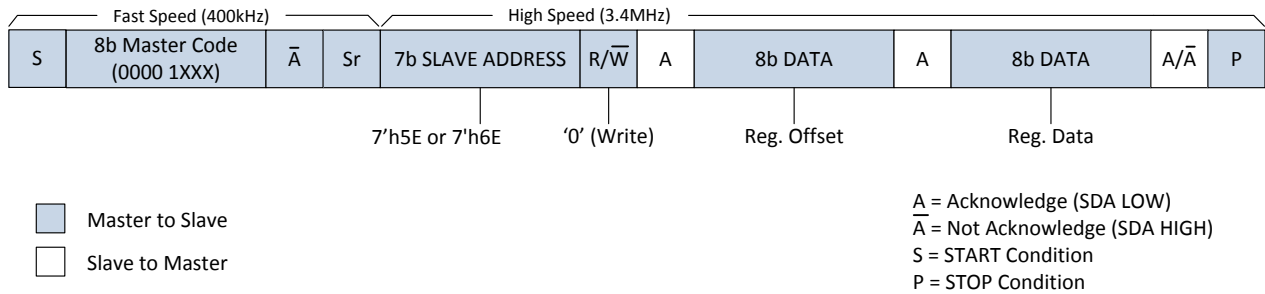 Fast Speed (400kHz) High Speed (3.4MHz)
S 8b Master Code (0000 1XXX) A̅ Sr 7b SLAVE ADDRESS R/W̅ A 8b DATA A 8b DATA A/A̅ P
7'h5E or 7'h6E '0' (Write) Reg. Offset Reg. Data
Master to Slave
Slave to Master
A = Acknowledge (SDA LOW)
A̅ = Not Acknowledge (SDA HIGH)
S = START Condition
P = STOP Condition